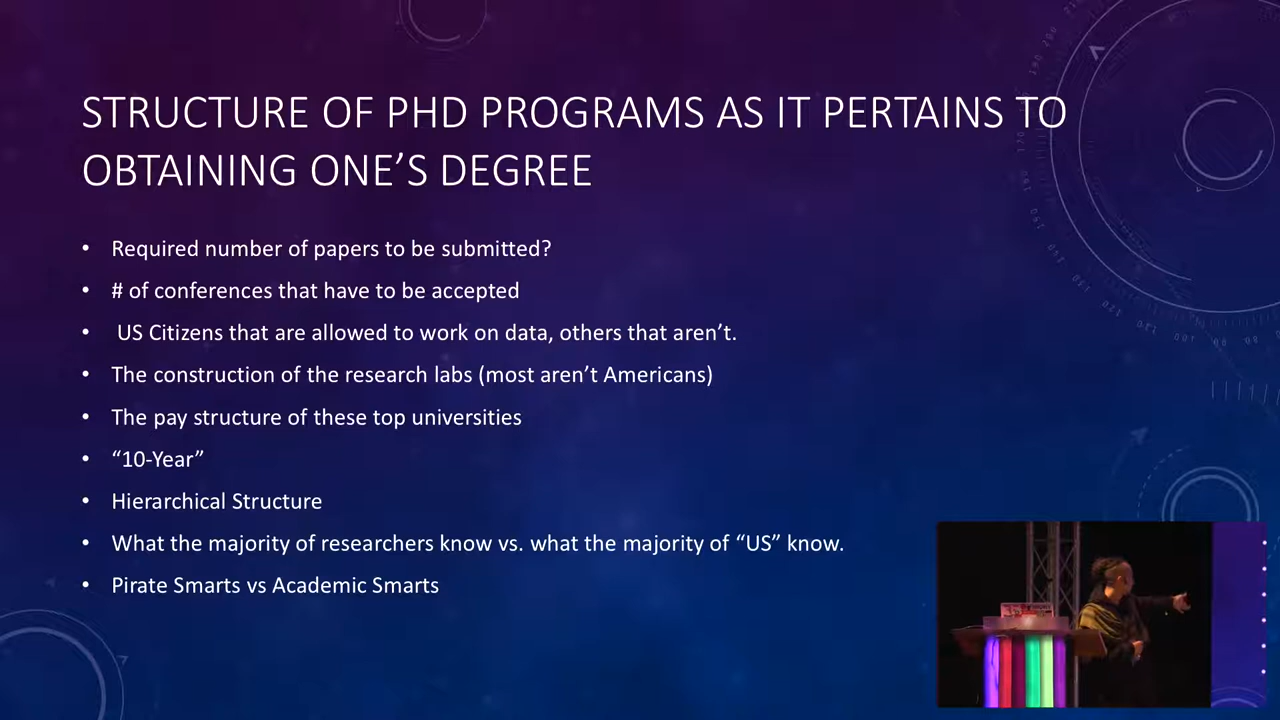 STRUCTURE OF PHD PROGRAMS AS IT PERTAINS TO
OBTAINING ONE’S DEGREE
• Required number of papers to be submitted?
• # of conferences that have to be accepted
• US Citizens that are allowed to work on data, others that aren’t.
• The construction of the research labs (most aren’t Americans)
• The pay structure of these top universities
• “10-Year”
• Hierarchical Structure
• What the majority of researchers know vs. what the majority of “US” know.
• Pirate Smarts vs Academic Smarts